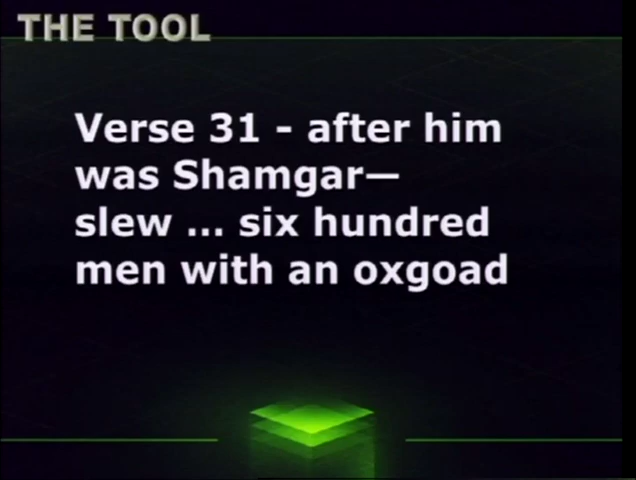 THE TOOL
Verse 31 - after him
was Shamgar—
slew ... six hundred
men with an oxgoad